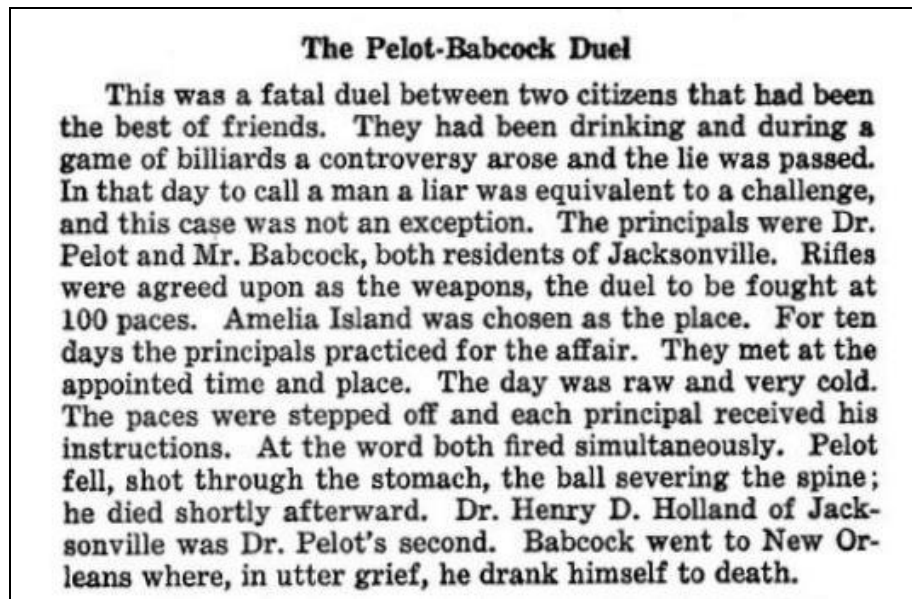 The Pelot-Babcock Duel
This was a fatal duel between two citizens that had been
the best of friends. They had been drinking and during a
game of billiards a controversy arose and the lie was passed.
In that day to call a man a liar was equivalent to a challenge,
and this case was not an exception. The principals were Dr.
Pelot and Mr. Babcock, both residents of Jacksonville. Rifles
were agreed upon as the weapons, the duel to be fought at
100 paces. Amelia Island was chosen as the place. For ten
days the principals practiced for the affair. They met at the
appointed time and place. The day was raw and very cold.
The paces were stepped off and each principal received his
instructions. At the word both fired simultaneously. Pelot
fell, shot through the stomach, the ball severing the spine;
he died shortly afterward. Dr. Henry D. Holland of Jack-
sonville was Dr. Pelot's second. Babcock went to New Or-
leans where, in utter grief, he drank himself to death.